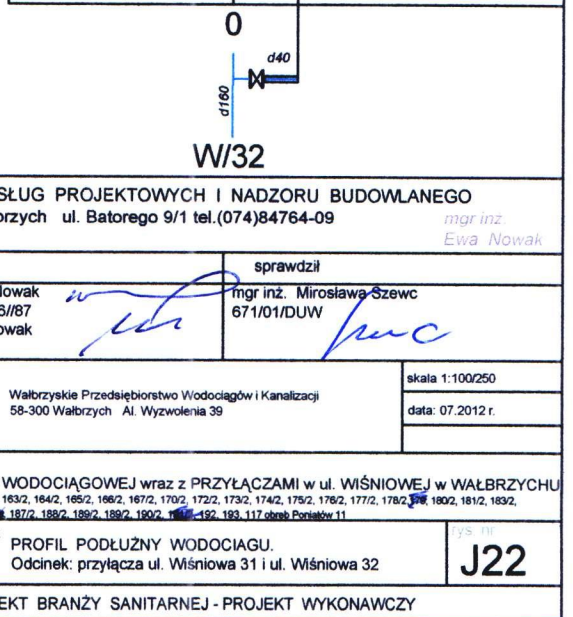 0
d40
d160
W/32
SŁUG PROJEKTOWYCH I NADZORU BUDOWLANEGO
rzych ul. Batorego 9/1 tel.(074)84764-09
mgr inż.
Ewa Nowak
sprawdził
Nowak
6//87
owak
mgr inż. Mirosława Szewc
671/01/DUW
Wałbrzyskie Przedsiębiorstwo Wodociągów i Kanalizacji
58-300 Wałbrzych Al. Wyzwolenia 39
skala 1:100/250
data: 07.2012 r.
WODOCIĄGOWEJ wraz z PRZYŁĄCZAMI w ul. WIŚNIOWEJ w WAŁBRZYCHU
163/2, 164/2, 165/2, 166/2, 167/2, 170/2, 172/2, 173/2, 174/2, 175/2, 176/2, 177/2, 178/2, 180/2, 181/2, 183/2,
187/2, 188/2, 189/2, 189/2, 190/2, 192, 193, 117 obręb Poniatów 11
PROFIL PODŁUŻNY WODOCIAGU.
Odcinek: przyłącza ul. Wiśniowa 31 i ul. Wiśniowa 32
rys. nr
J22
EKT BRANŻY SANITARNEJ - PROJEKT WYKONAWCZY